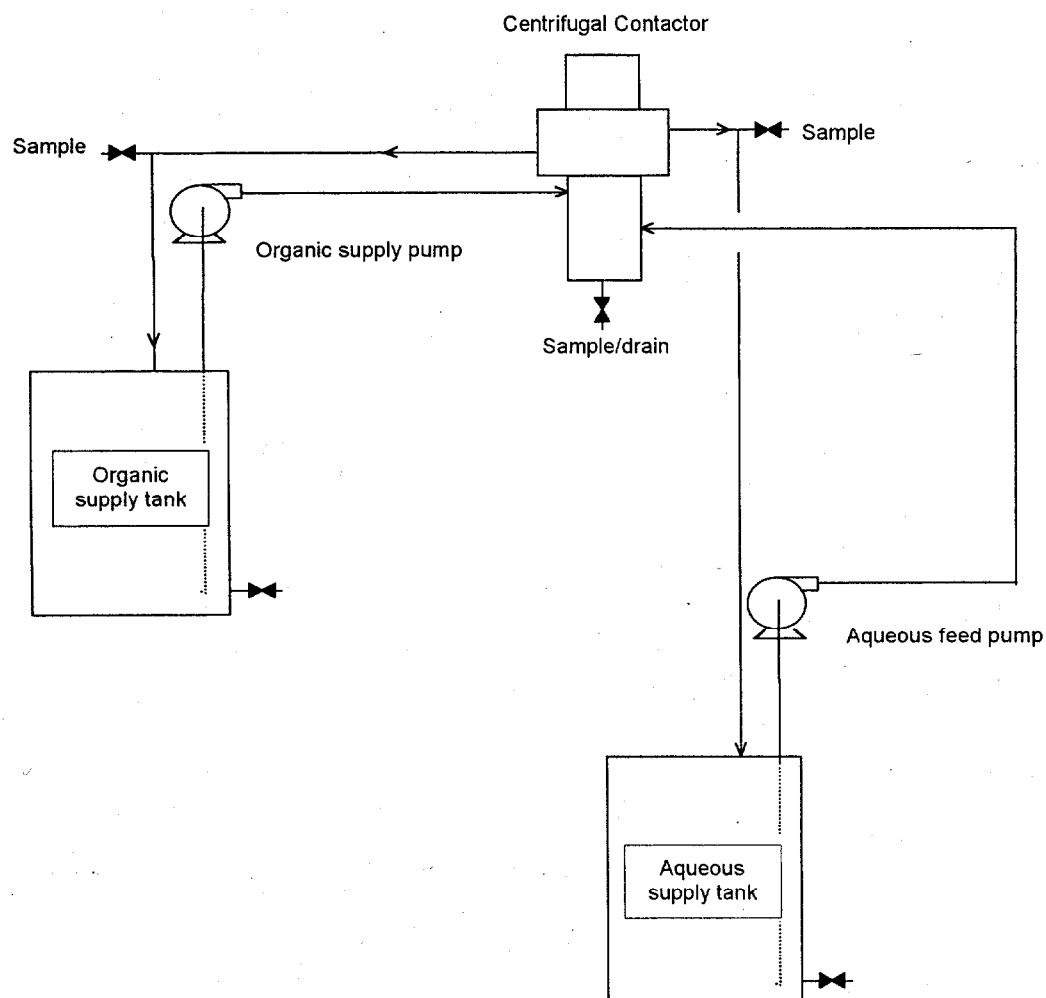 Centrifugal Contactor
Sample
Sample
Organic supply pump
Sample/drain
Organic
supply tank
Aqueous feed pump
Aqueous
supply tank